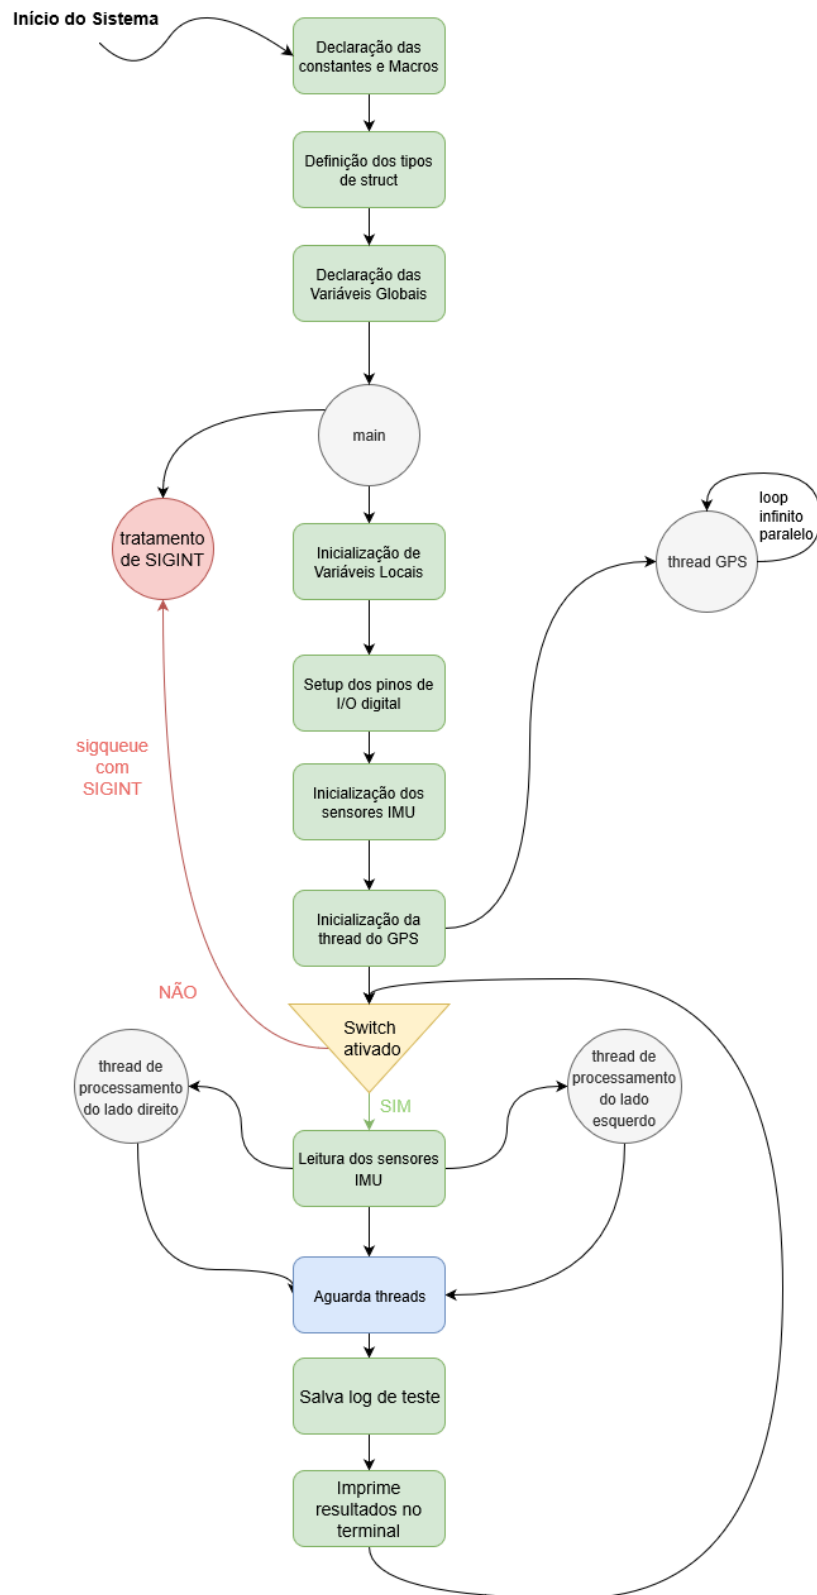 Início do Sistema
Declaração das
constantes e Macros
Definição dos tipos
de struct
Declaração das
Variáveis Globais
main
tratamento
de SIGINT
Inicialização de
Variáveis Locais
loop
infinito
paralelo
thread GPS
Setup dos pinos de
I/O digital
sigqueue
com
SIGINT
Inicialização dos
sensores IMU
Inicialização da
thread do GPS
NÃO
Switch
ativado
thread de
processamento
do lado direito
thread de
processamento
do lado
esquerdo
SIM
Leitura dos sensores
IMU
Aguarda threads
Salva log de teste
Imprime
resultados no
terminal